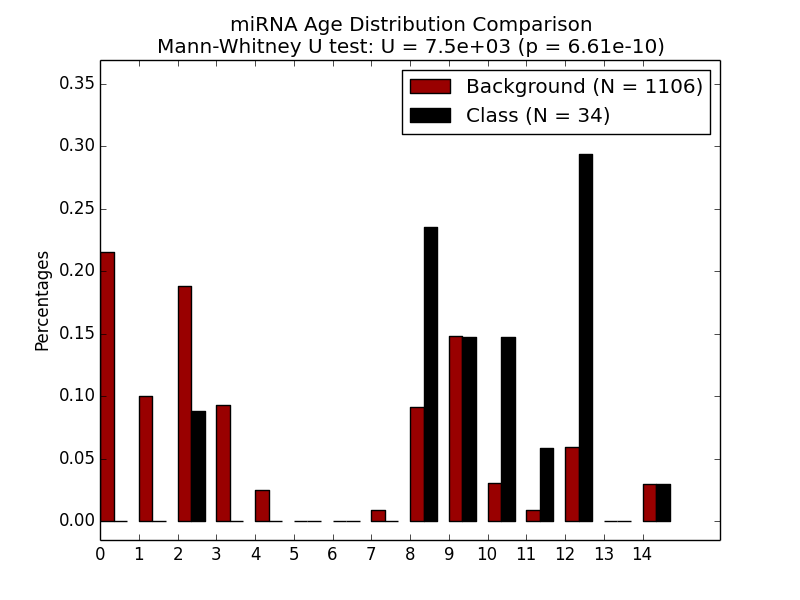 miRNA Age Distribution Comparison
Mann-Whitney U test: U = 7.5e+03 (p = 6.61e-10)
Background (N = 1106)
Class (N = 34)
Percentages
0.35
0.30
0.25
0.20
0.15
0.10
0.05
0.00
0 1 2 3 4 5 6 7 8 9 10 11 12 13 14